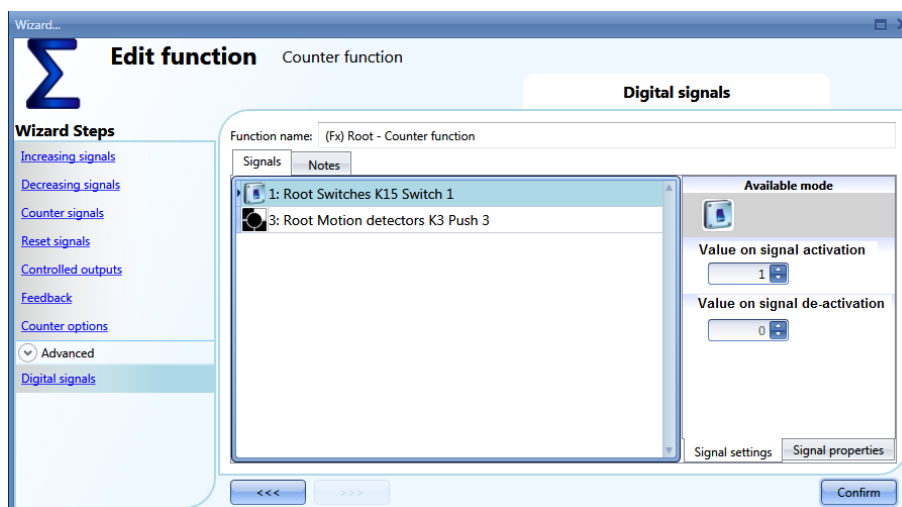 Wizard...
Edit function Counter function
Digital signals
Wizard Steps
Increasing signals
Decreasing signals
Counter signals
Reset signals
Controlled outputs
Feedback
Counter options
Advanced
Digital signals
Function name: (Fx) Root - Counter function
Signals Notes
1: Root Switches K15 Switch 1
3: Root Motion detectors K3 Push 3
Available mode
Value on signal activation
1
Value on signal de-activation
0
Signal settings Signal properties
<<< >>> Confirm